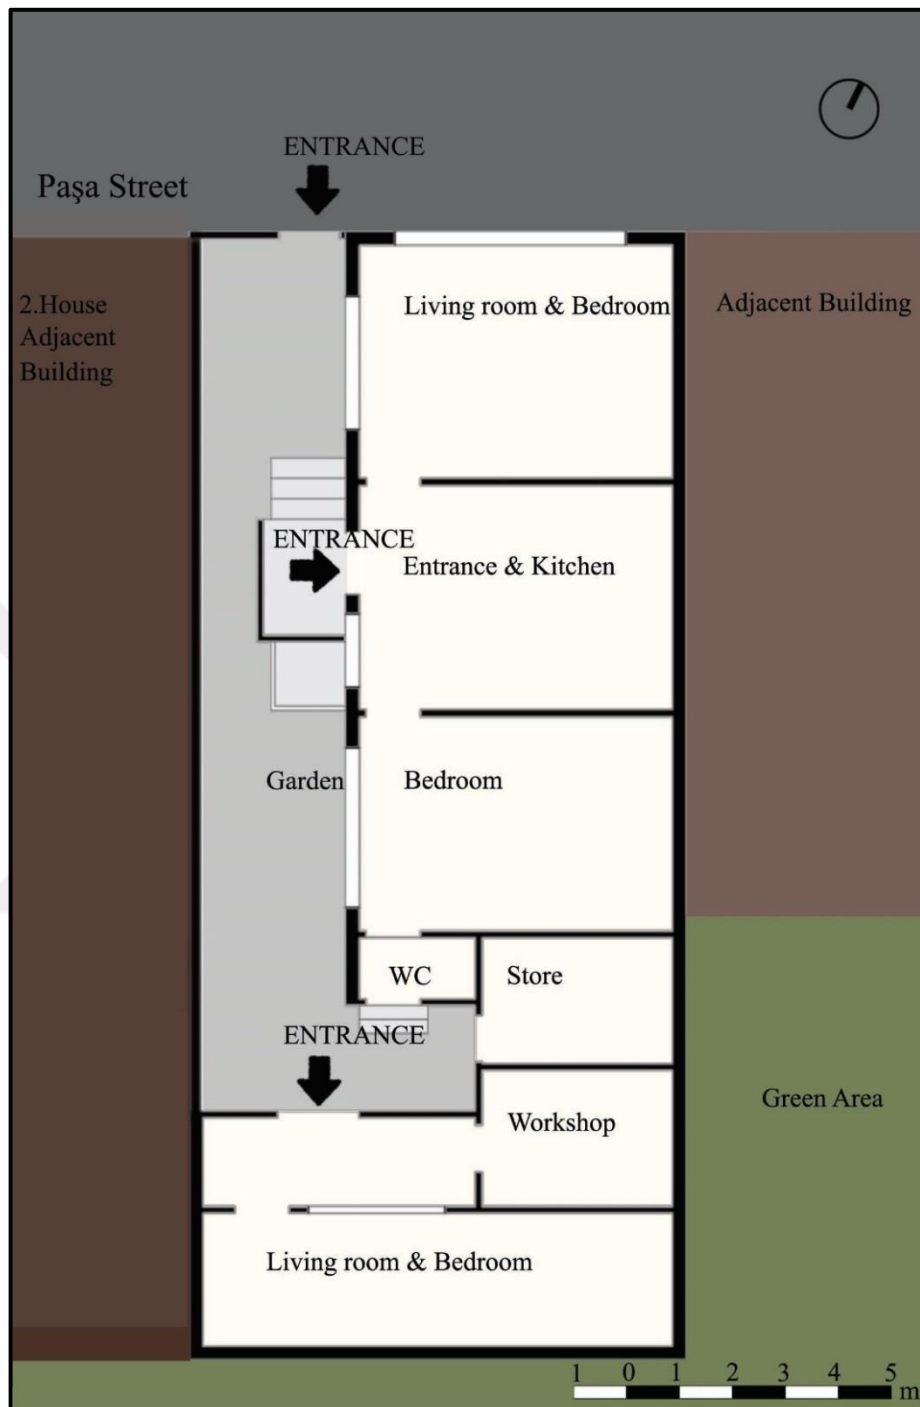 ENTRANCE
Paşa Street
2.House
Adjacent
Building
Living room & Bedroom
Adjacent Building
ENTRANCE
Entrance & Kitchen
Garden
Bedroom
WC
Store
ENTRANCE
Workshop
Green Area
Living room & Bedroom
1 0 1 2 3 4 5
m